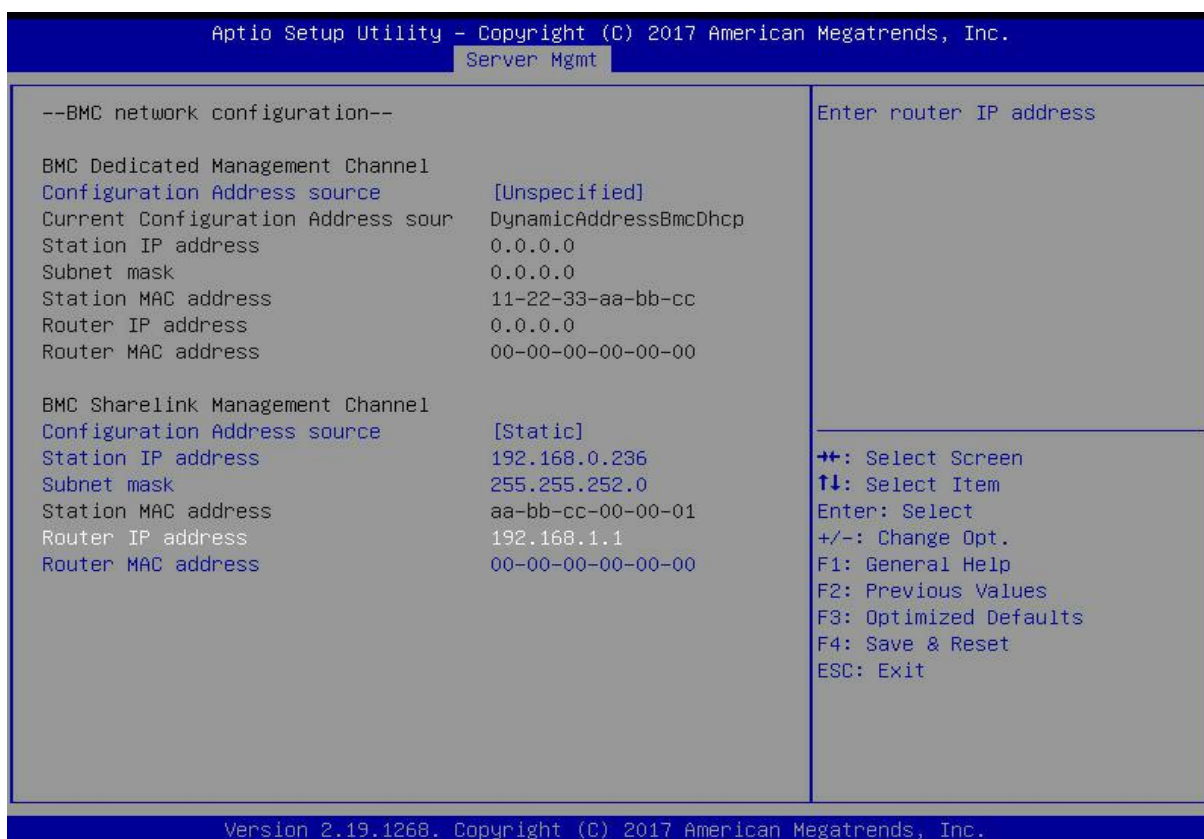 Aptio Setup Utility – Copyright (C) 2017 American Megatrends, Inc.
Server Mgmt
--BMC network configuration--
BMC Dedicated Management Channel
Configuration Address source [Unspecified]
Current Configuration Address sour DynamicAddressBmcDhcp
Station IP address 0.0.0.0
Subnet mask 0.0.0.0
Station MAC address 11-22-33-aa-bb-cc
Router IP address 0.0.0.0
Router MAC address 00-00-00-00-00-00
BMC Sharelink Management Channel
Configuration Address source [Static]
Station IP address 192.168.0.236
Subnet mask 255.255.252.0
Station MAC address aa-bb-cc-00-00-01
Router IP address 192.168.1.1
Router MAC address 00-00-00-00-00-00
Enter router IP address
→←: Select Screen
↑↓: Select Item
Enter: Select
+/-: Change Opt.
F1: General Help
F2: Previous Values
F3: Optimized Defaults
F4: Save & Reset
ESC: Exit
Version 2.19.1268. Copyright (C) 2017 American Megatrends, Inc.